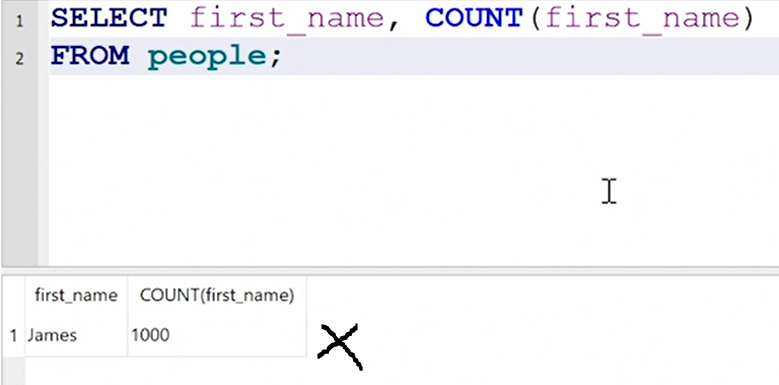 1 SELECT first_name, COUNT(first_name)
2 FROM people;
first_name COUNT(first_name)
1 James 1000